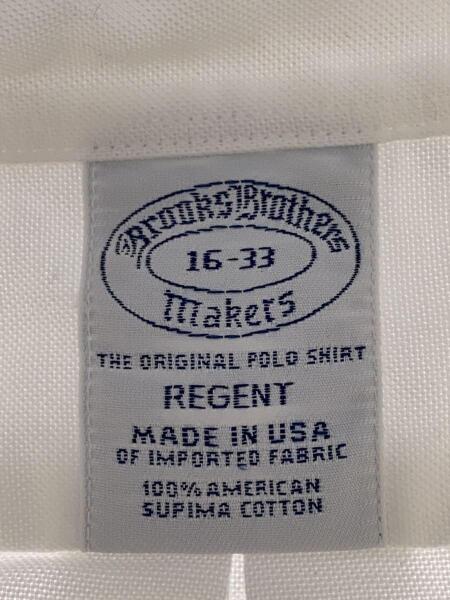 Brooks Brothers
16-33
Makers
THE ORIGINAL POLO SHIRT
REGENT
MADE IN USA
OF IMPORTED FABRIC
100% AMERICAN
SUPIMA COTTON